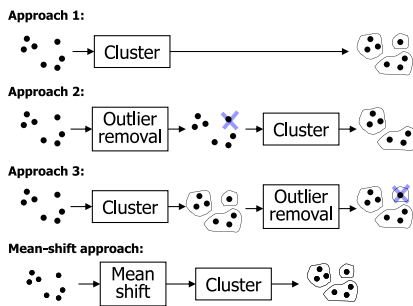 Approach 1:
Cluster
Approach 2:
Outlier
removal
Cluster
Approach 3:
Cluster
Outlier
removal
Mean-shift approach:
Mean
shift
Cluster